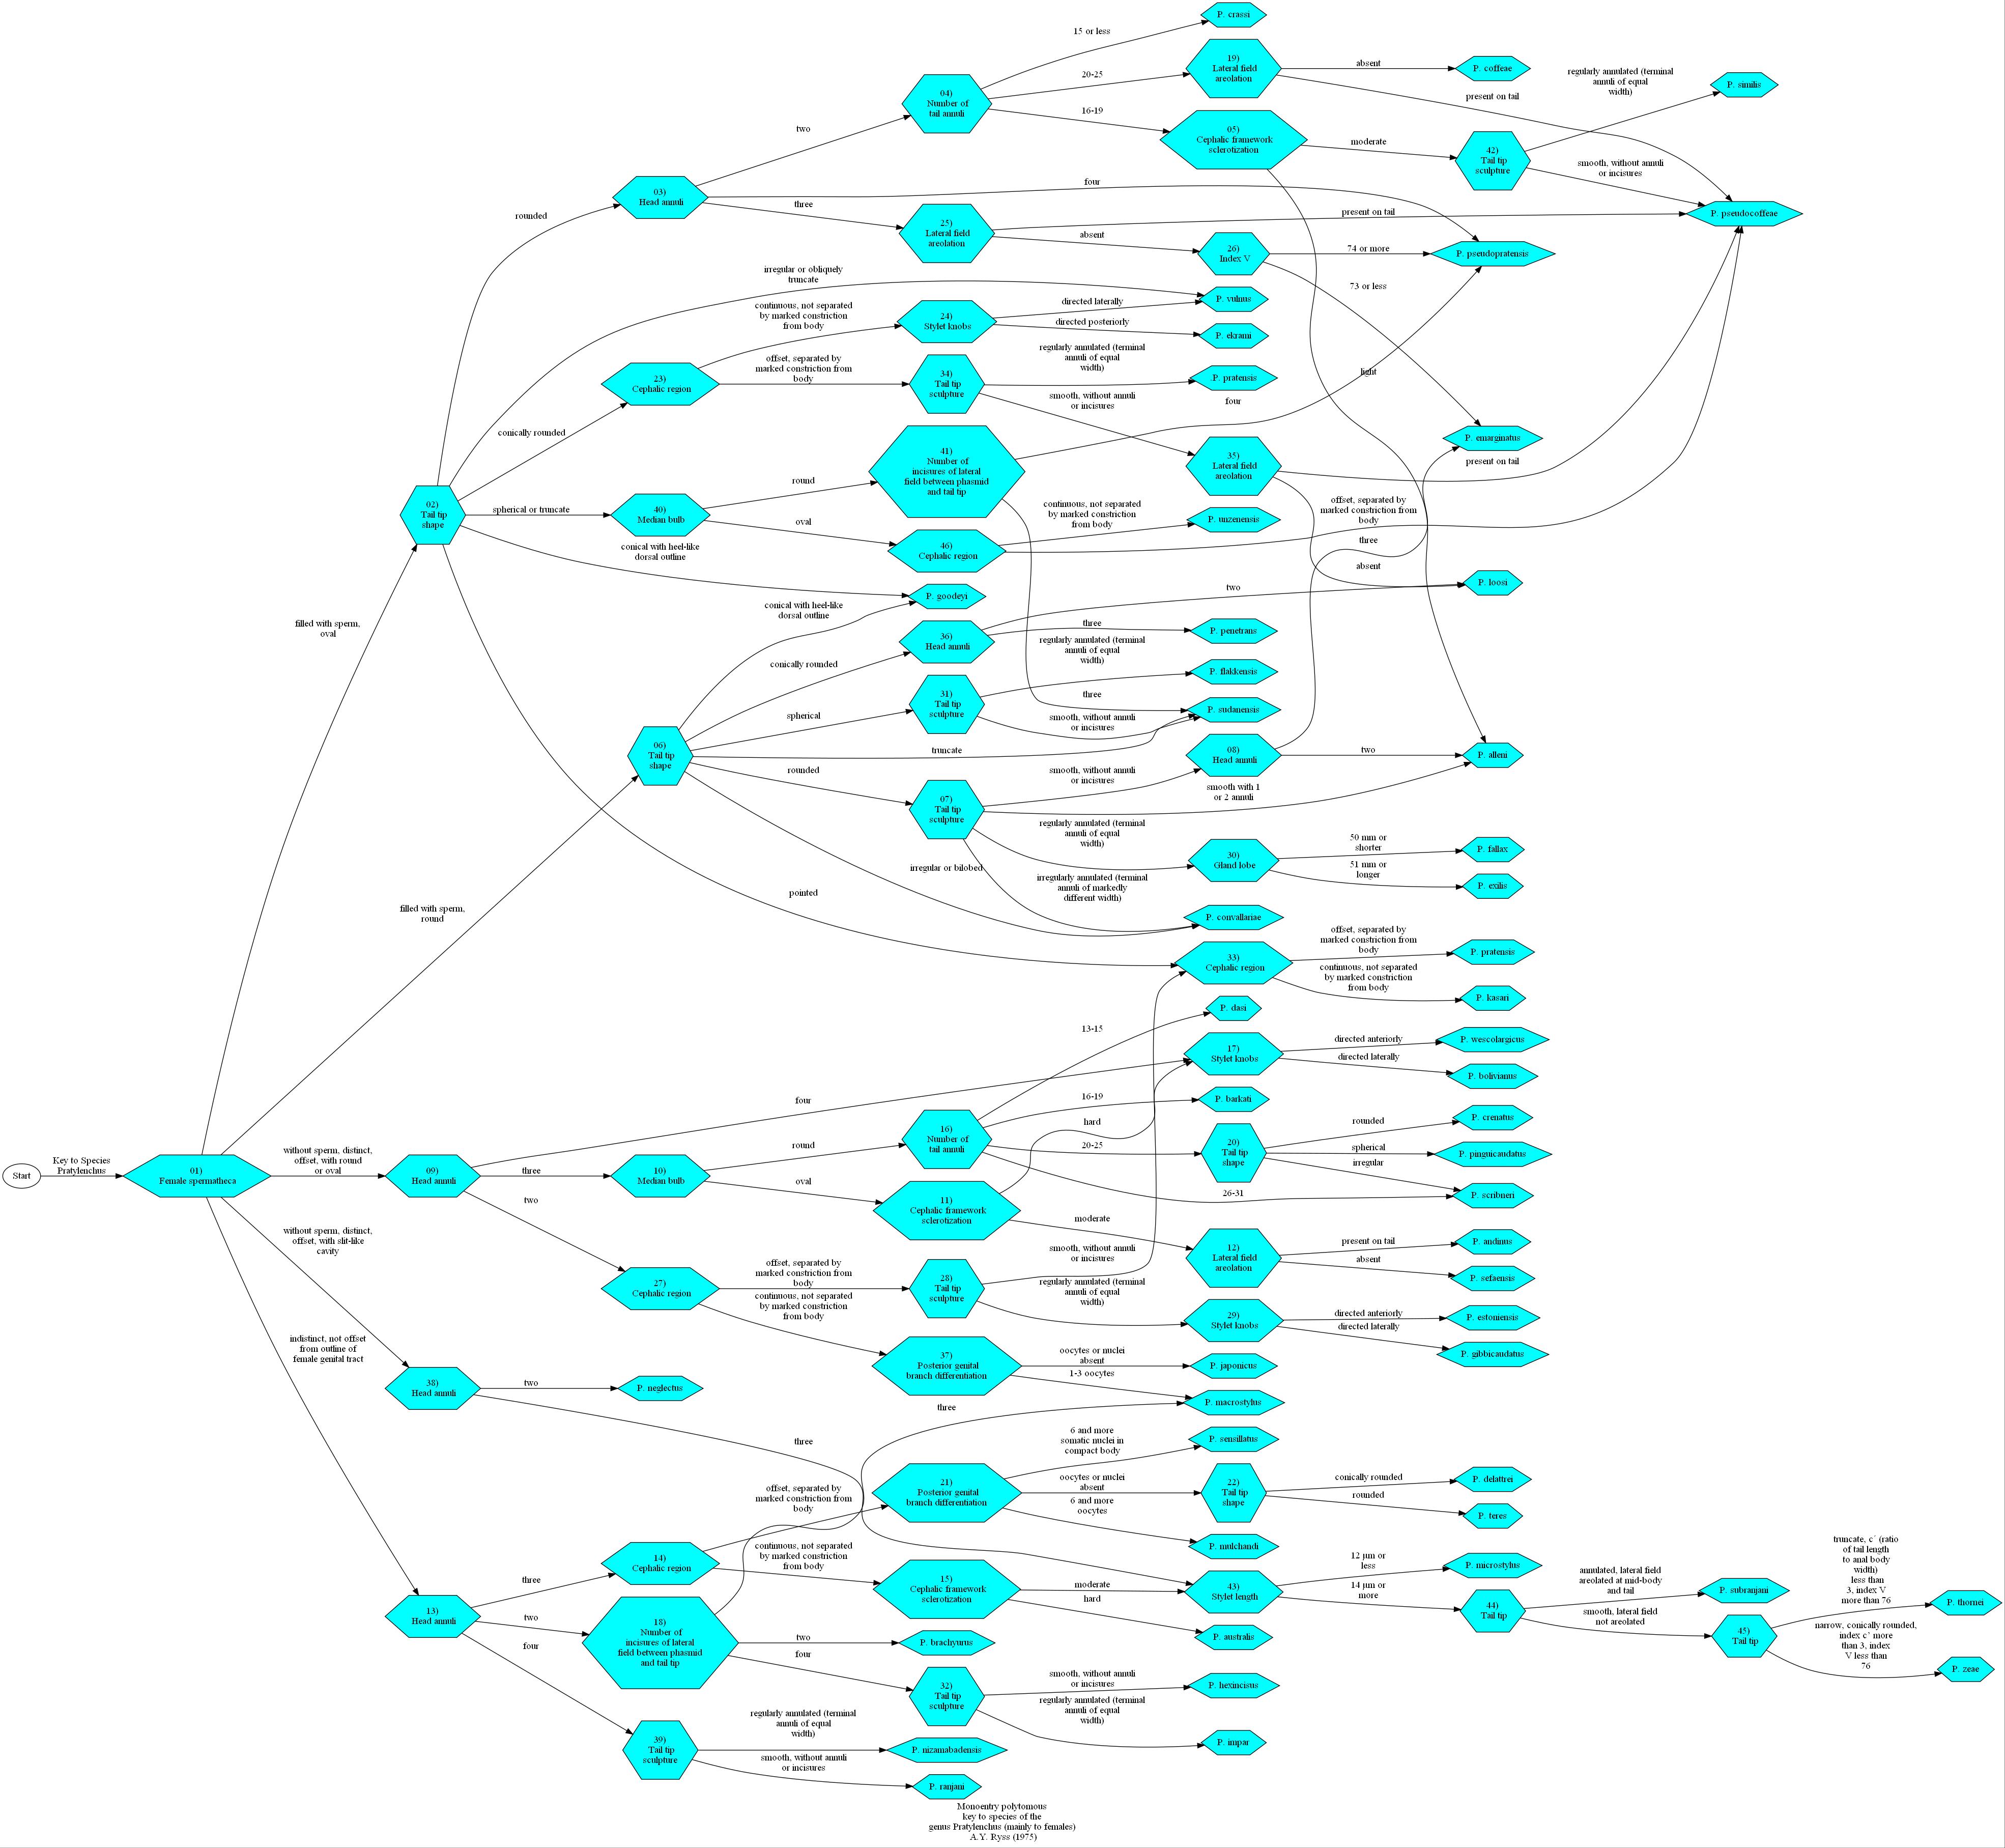 Start
Key to Species
Pratylenchus
01)
Female spermatheca
filled with sperm,
oval
filled with sperm,
round
without sperm, distinct,
offset, with round
or oval
without sperm, distinct,
offset, with slit-like
cavity
indistinct, not offset
from outline of
female genital tract
02)
Tail tip
shape
rounded
irregular or obliquely
truncate
conically rounded
spherical or truncate
conical with heel-like
dorsal outline
pointed
03)
Head annuli
two
four
three
04)
Number of
tail annuli
15 or less
20-25
16-19
P. crassi
19)
Lateral field
areolation
absent
present on tail
P. coffeae
05)
Cephalic framework
sclerotization
moderate
light
42)
Tail tip
sculpture
regularly annulated (terminal
annuli of equal
width)
smooth, without annuli
or incisures
P. similis
P. pseudocoffeae
25)
Lateral field
areolation
present on tail
absent
26)
Index V
74 or more
73 or less
P. pseudopratensis
P. emarginatus
23)
Cephalic region
continuous, not separated
by marked constriction
from body
offset, separated by
marked constriction from
body
24)
Stylet knobs
directed laterally
directed posteriorly
P. vulnus
P. ekrami
34)
Tail tip
sculpture
regularly annulated (terminal
annuli of equal
width)
smooth, without annuli
or incisures
P. pratensis
35)
Lateral field
areolation
present on tail
absent
P. loosi
40)
Median bulb
round
oval
41)
Number of
incisures of lateral
field between phasmid
and tail tip
four
three
46)
Cephalic region
continuous, not separated
by marked constriction
from body
offset, separated by
marked constriction from
body
P. unzenensis
P. goodeyi
06)
Tail tip
shape
conical with heel-like
dorsal outline
conically rounded
spherical
truncate
rounded
irregular or bilobed
36)
Head annuli
two
three
P. penetrans
31)
Tail tip
sculpture
regularly annulated (terminal
annuli of equal
width)
smooth, without annuli
or incisures
P. flakkensis
P. sudanensis
07)
Tail tip
sculpture
smooth, without annuli
or incisures
smooth with 1
or 2 annuli
regularly annulated (terminal
annuli of equal
width)
irregularly annulated (terminal
annuli of markedly
different width)
08)
Head annuli
three
two
P. alleni
30)
Gland lobe
50 mm or
shorter
51 mm or
longer
P. fallax
P. exilis
P. convallariae
33)
Cephalic region
offset, separated by
marked constriction from
body
continuous, not separated
by marked constriction
from body
P. pratensis
P. kasari
09)
Head annuli
four
three
two
17)
Stylet knobs
directed anteriorly
directed laterally
P. wescolargicus
P. bolivianus
10)
Median bulb
round
oval
16)
Number of
tail annuli
13-15
16-19
20-25
26-31
P. dasi
P. barkati
20)
Tail tip
shape
rounded
spherical
irregular
P. crenatus
P. pinguicaudatus
P. scribneri
11)
Cephalic framework
sclerotization
hard
moderate
12)
Lateral field
areolation
present on tail
absent
P. andinus
P. sefaensis
27)
Cephalic region
offset, separated by
marked constriction from
body
continuous, not separated
by marked constriction
from body
28)
Tail tip
sculpture
smooth, without annuli
or incisures
regularly annulated (terminal
annuli of equal
width)
29)
Stylet knobs
directed anteriorly
directed laterally
P. estoniensis
P. gibbicaudatus
37)
Posterior genital
branch differentiation
oocytes or nuclei
absent
1-3 oocytes
P. japonicus
P. macrostylus
38)
Head annuli
two
three
P. neglectus
13)
Head annuli
three
two
four
14)
Cephalic region
offset, separated by
marked constriction from
body
continuous, not separated
by marked constriction
from body
21)
Posterior genital
branch differentiation
6 and more
somatic nuclei in
compact body
oocytes or nuclei
absent
6 and more
oocytes
P. sensillatus
22)
Tail tip
shape
conically rounded
rounded
P. delattrei
P. teres
P. mulchandi
15)
Cephalic framework
sclerotization
moderate
hard
43)
Stylet length
12 µm or
less
14 µm or
more
P. microstylus
P. australis
44)
Tail tip
annulated, lateral field
areolated at mid-body
and tail
smooth, lateral field
not areolated
P. subranjani
45)
Tail tip
truncate, c´ (ratio
of tail length
to anal body
width)
less than
3, index V
more than 76
narrow, conically rounded,
index c' more
than 3, index
V less than
76
P. thornei
P. zeae
18)
Number of
incisures of lateral
field between phasmid
and tail tip
three
two
four
P. brachyurus
32)
Tail tip
sculpture
smooth, without annuli
or incisures
regularly annulated (terminal
annuli of equal
width)
P. hexincisus
P. impar
39)
Tail tip
sculpture
regularly annulated (terminal
annuli of equal
width)
smooth, without annuli
or incisures
P. nizamabadensis
P. ranjani
Monoentry polytomous
key to species of the
genus Pratylenchus (mainly to females)
A.Y. Ryss (1975)